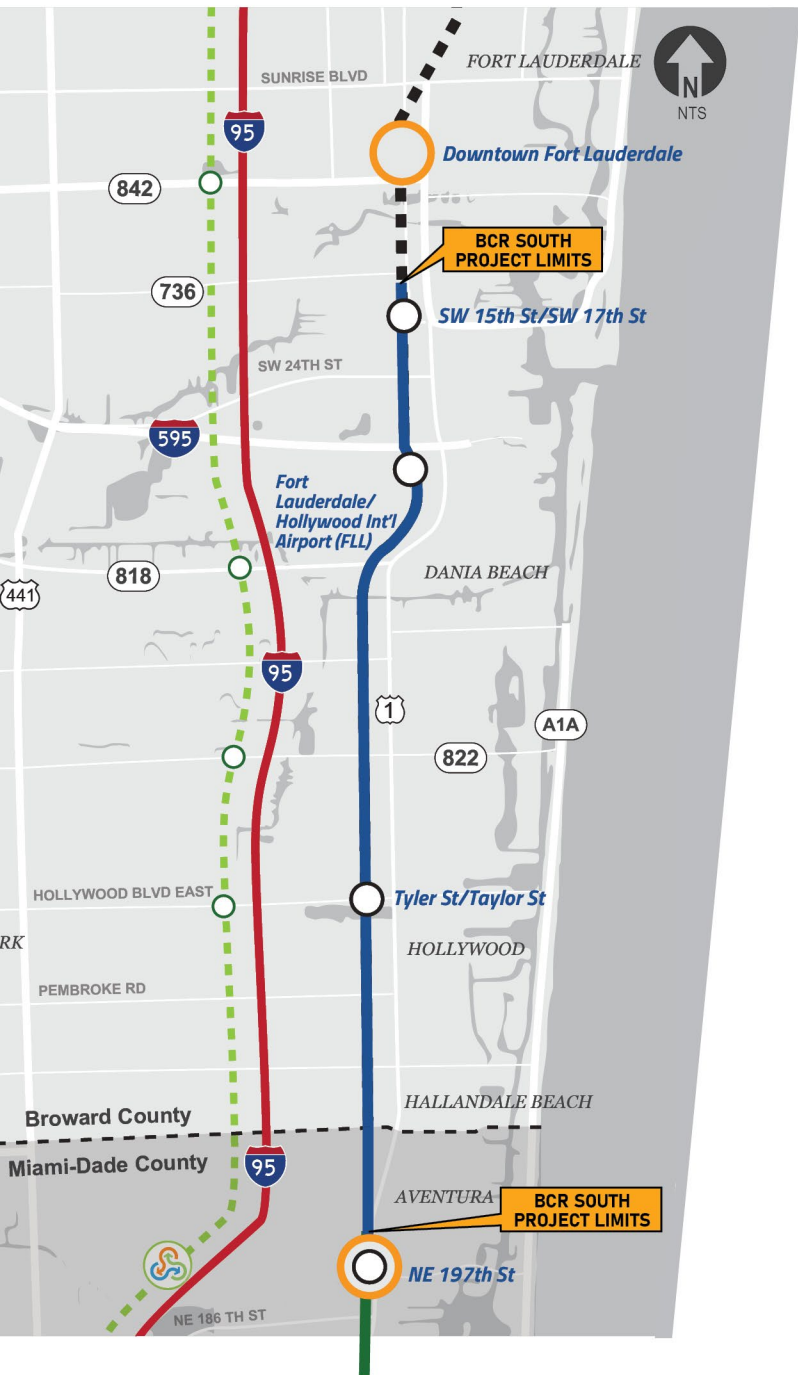 FORT LAUDERDALE
N
NTS
SUNRISE BLVD
95
Downtown Fort Lauderdale
842
BCR SOUTH
PROJECT LIMITS
736
SW 15th St/SW 17th St
SW 24TH ST
595
Fort
Lauderdale/
Hollywood Int'l
Airport (FLL)
818
DANIA BEACH
441
95
1
A1A
822
HOLLYWOOD BLVD EAST
Tyler St/Taylor St
RK
HOLLYWOOD
PEMBROKE RD
HALLANDALE BEACH
Broward County
Miami-Dade County
95
AVENTURA
BCR SOUTH
PROJECT LIMITS
NE 197th St
NE 186 TH ST